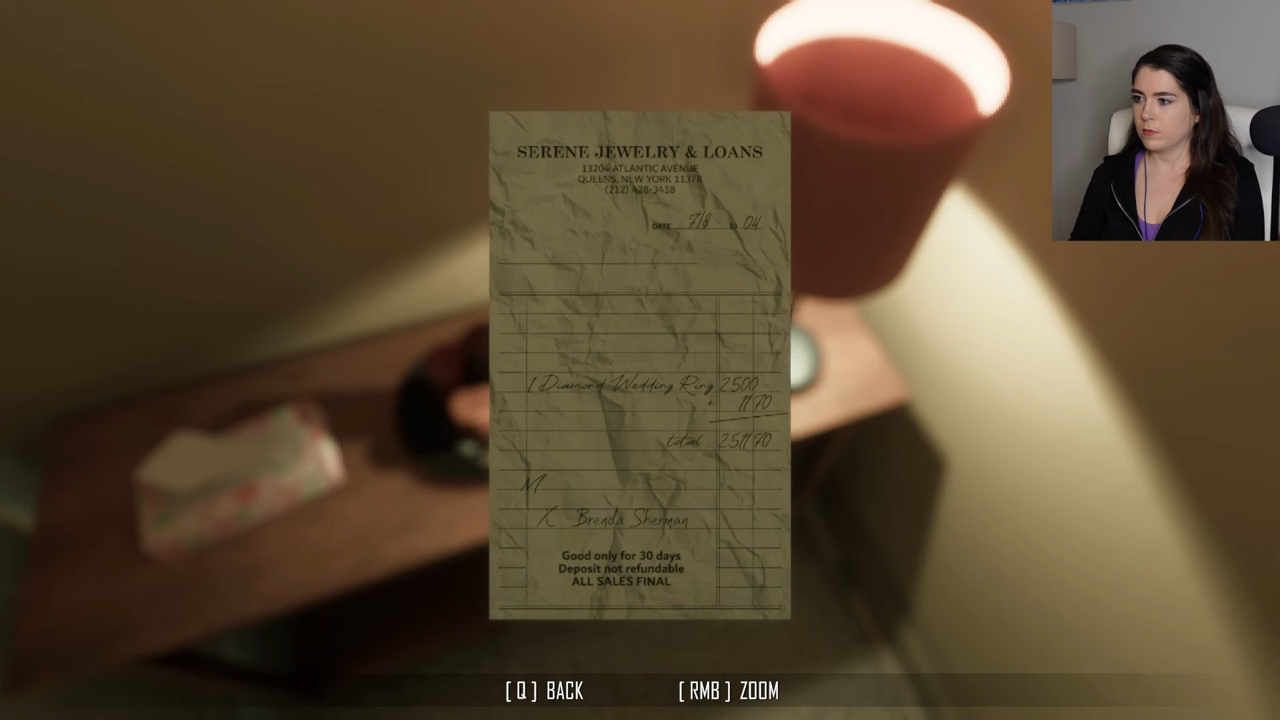 SERENE JEWELRY & LOANS
13204 ATLANTIC AVENUE
QUEENS, NEW YORK 11378
(212) 428-3418
DATE 7/8 20 04
1 Diamond Wedding Ring 2500 -
+ 11 70
total 2511 70
M
X Brenda Sherman
Good only for 30 days
Deposit not refundable
ALL SALES FINAL
[ Q ] BACK [ RMB ] ZOOM